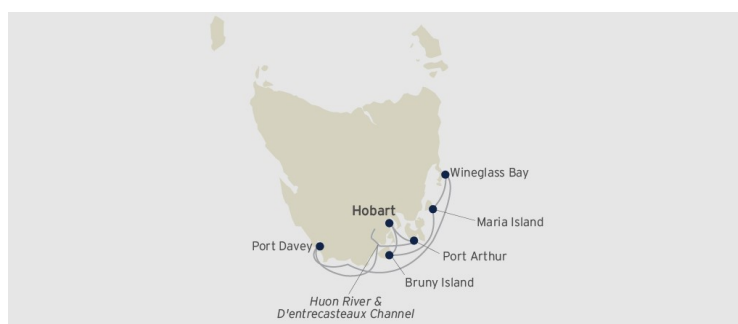 Wineglass Bay
Hobart
Maria Island
Port Davey
Port Arthur
Bruny Island
Huon River &
D'entrecasteaux Channel